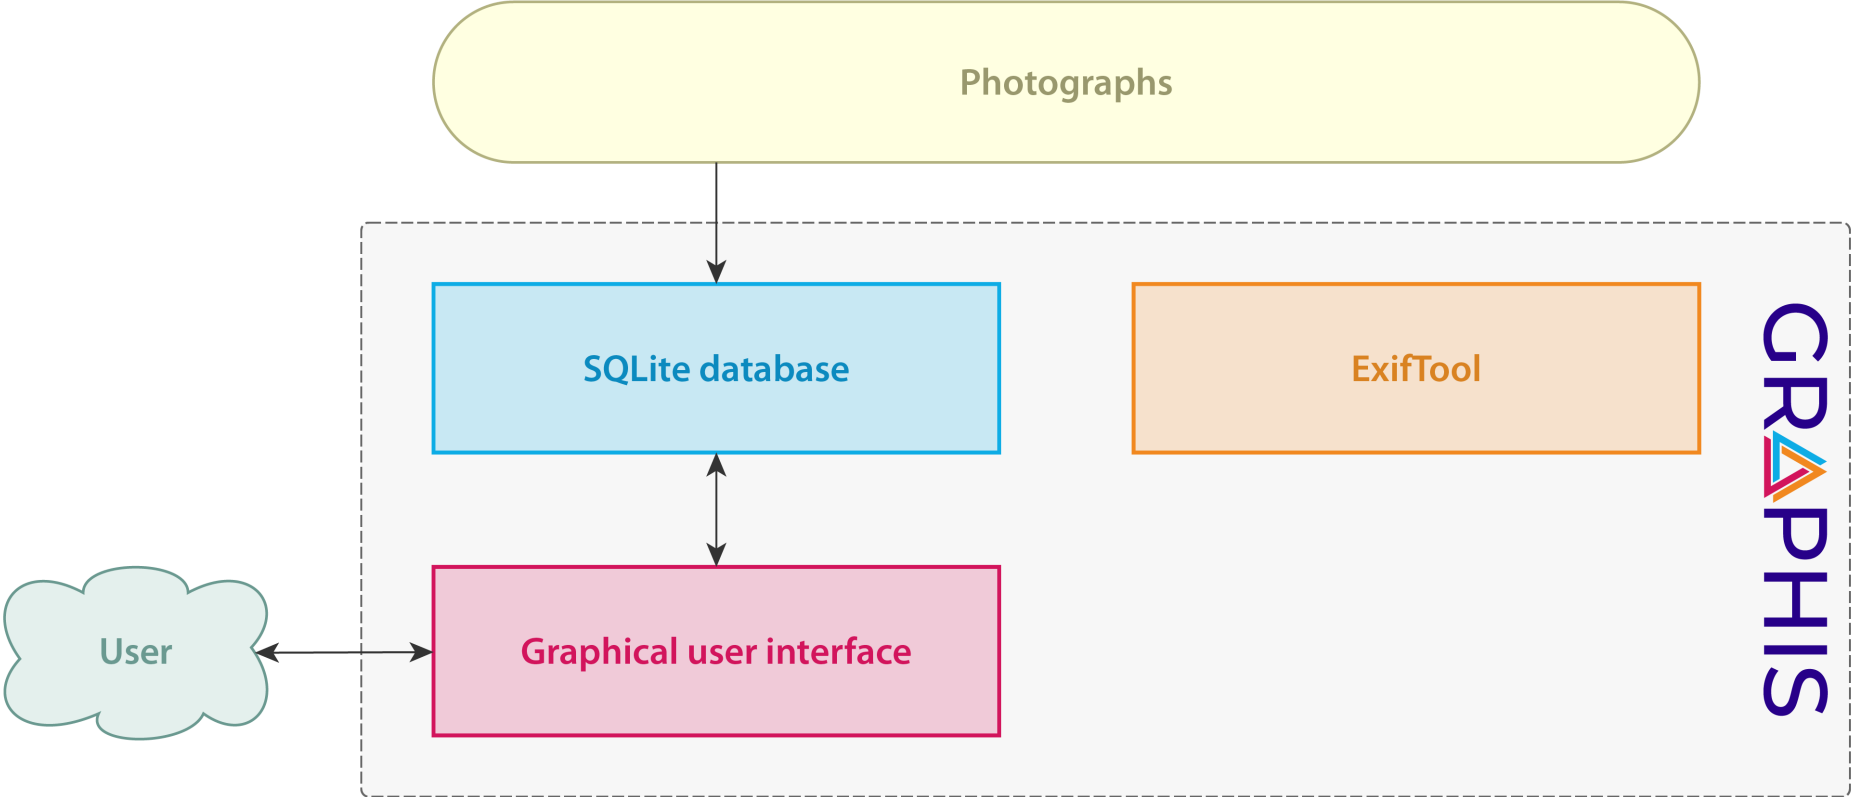 Photographs
SQLite database
ExifTool
GRAPHIS
User
Graphical user interface